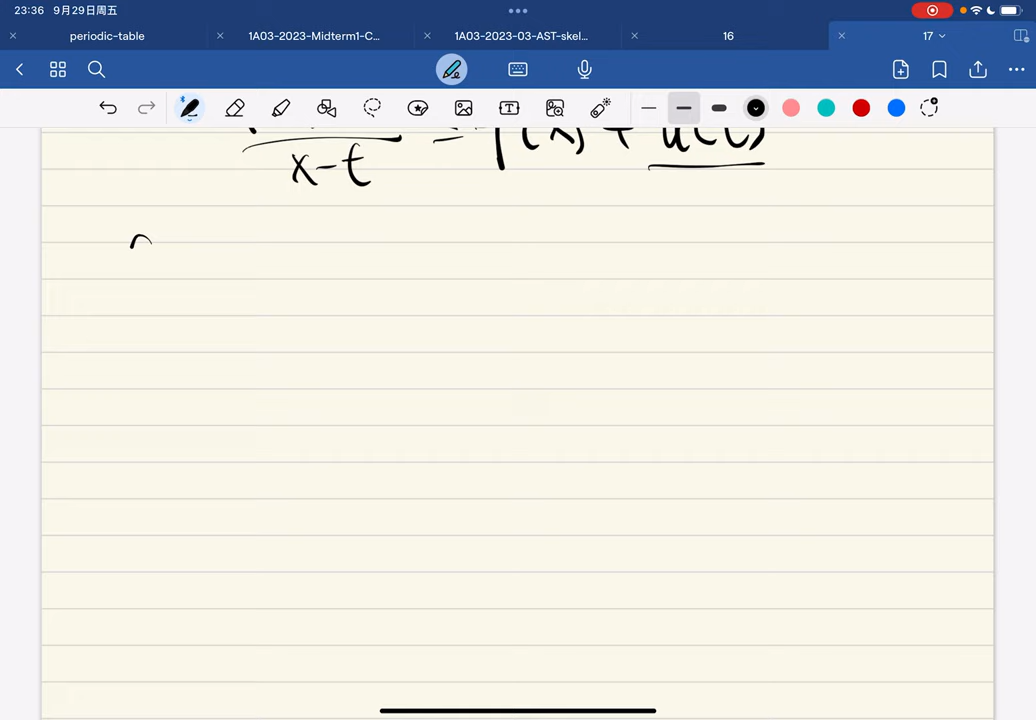 23:36 9月29日周五
periodic-table
1A03-2023-Midterm1-C...
1A03-2023-03-AST-skel...
16
17
x-t = f(x) + u(t)